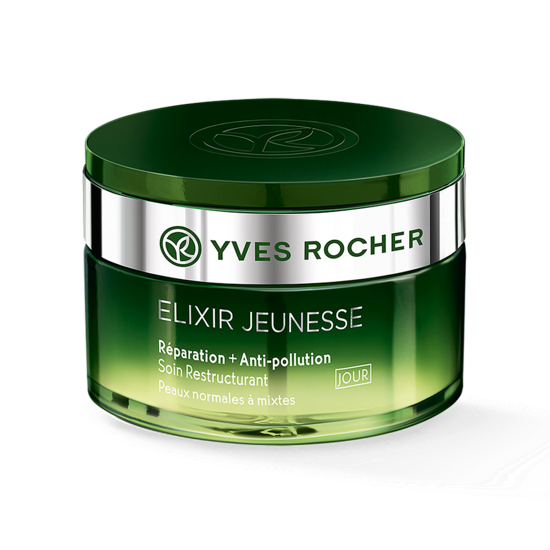 YVES ROCHER
ELIXIR JEUNESSE
Réparation + Anti-pollution
Soin Restructurant
JOUR
Peaux normales à mixtes